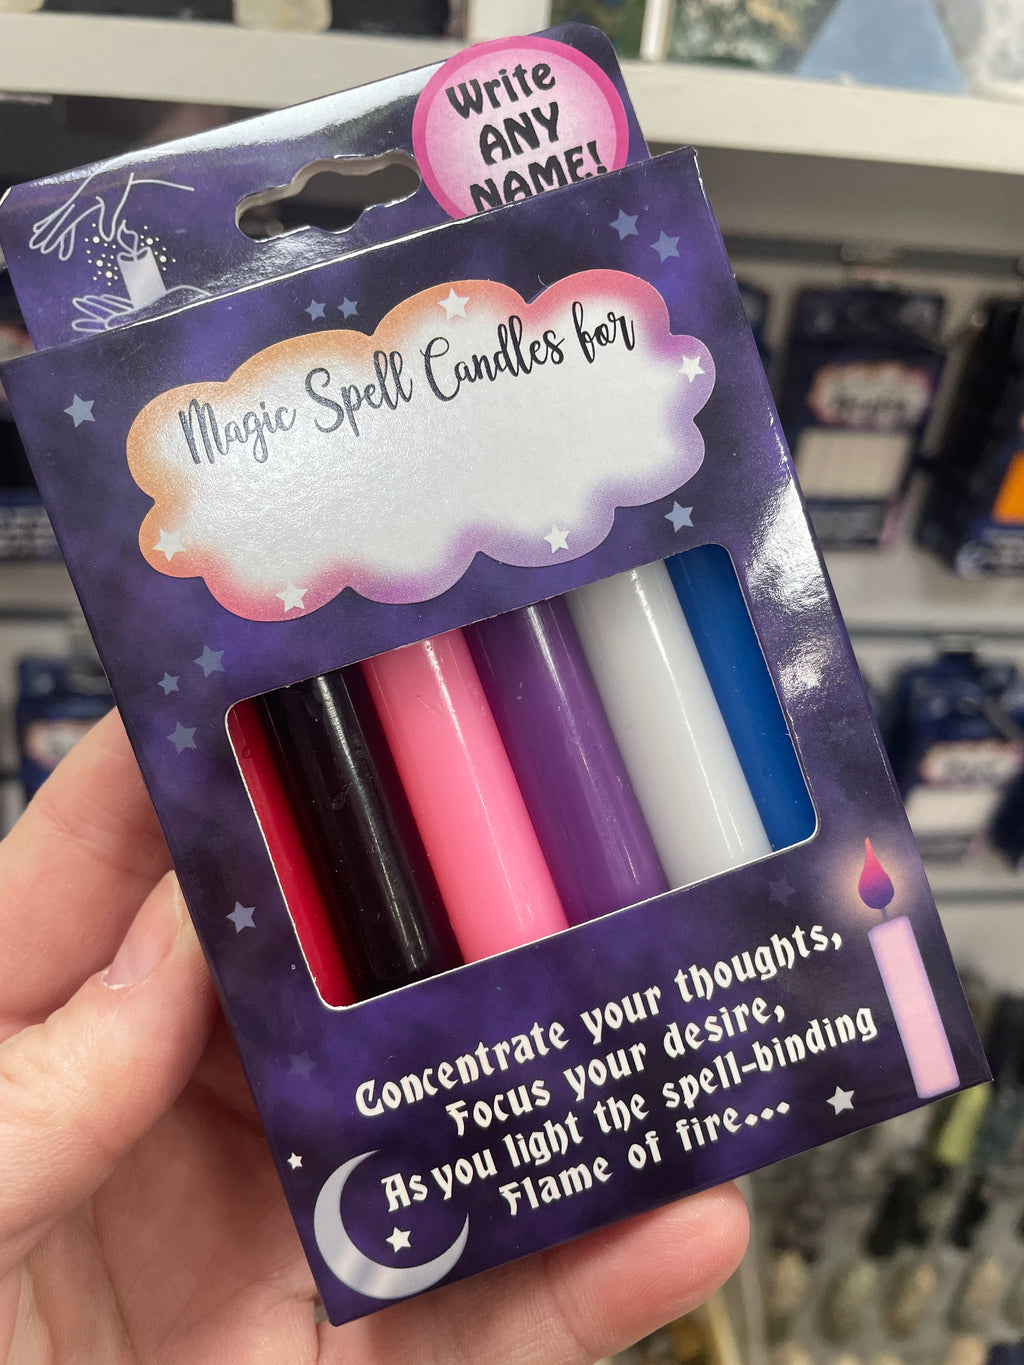 Write
ANY
NAME!
Magic Spell Candles for
Concentrate your thoughts,
Focus your desire,
As you light the spell-binding
Flame of fire...